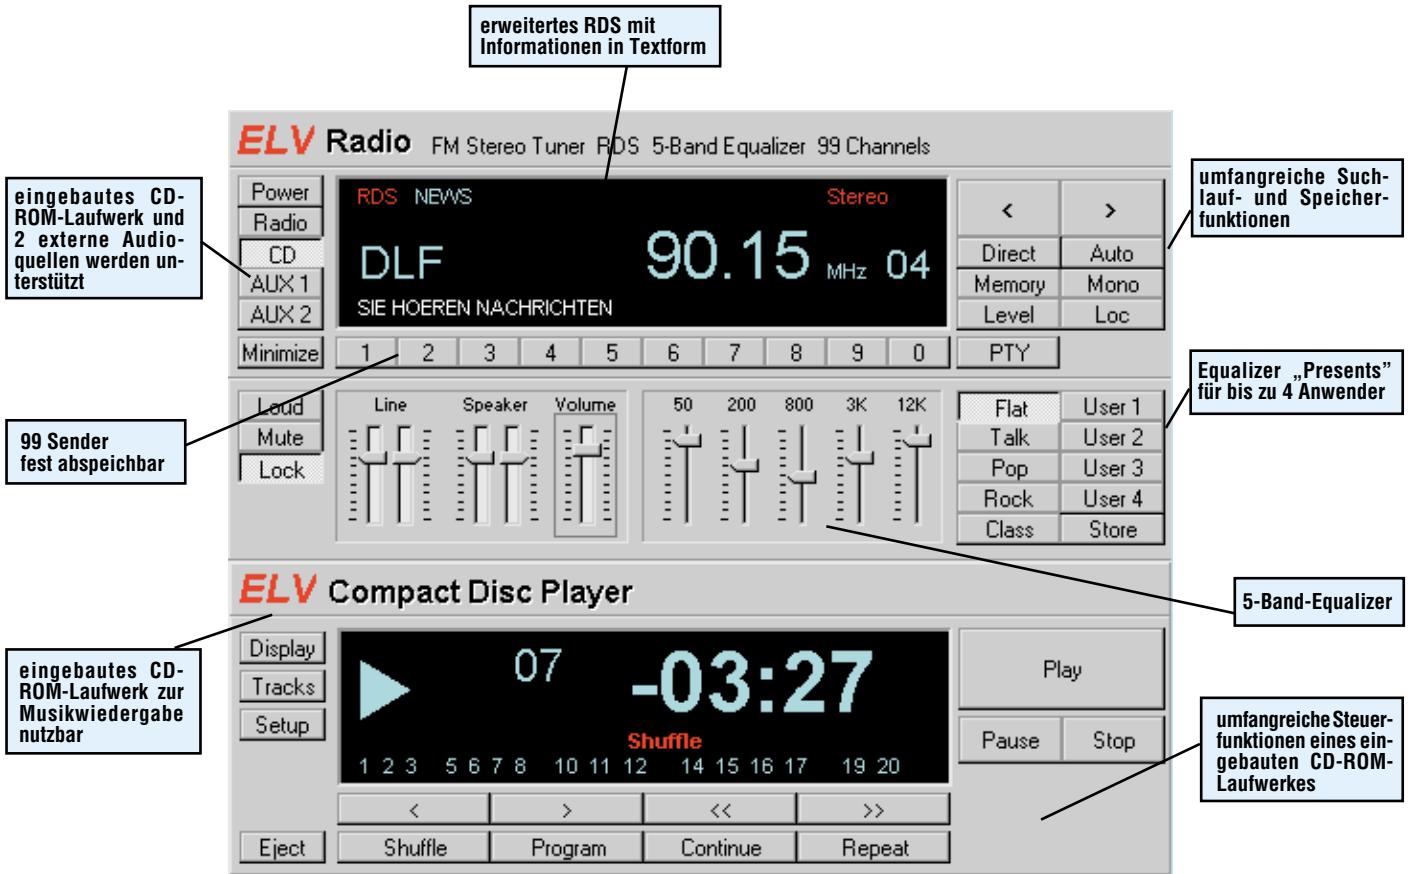 erweitertes RDS mit
Informationen in Textform
ELV Radio FM Stereo Tuner RDS 5-Band Equalizer 99 Channels
eingebautes CD-
ROM-Laufwerk und
2 externe Audio-
quellen werden un-
terstützt
Power
Radio
CD
AUX 1
AUX 2
Minimize
RDS NEWS Stereo
DLF 90.15 MHz 04
SIE HOEREN NACHRICHTEN
1 2 3 4 5 6 7 8 9 0
< >
Direct Auto
Memory Mono
Level Loc
PTY
umfangreiche Such-
lauf- und Speicher-
funktionen
Equalizer „Presents”
für bis zu 4 Anwender
99 Sender
fest abspeichbar
Loud
Mute
Lock
Line Speaker Volume
50 200 800 3K 12K
Flat User 1
Talk User 2
Pop User 3
Rock User 4
Class Store
5-Band-Equalizer
ELV Compact Disc Player
eingebautes CD-
ROM-Laufwerk zur
Musikwiedergabe
nutzbar
Display
Tracks
Setup
Eject
07 -03:27
Shuffle
1 2 3 5 6 7 8 10 11 12 14 15 16 17 19 20
< > << >>
Shuffle Program Continue Repeat
Play
Pause Stop
umfangreiche Steuer-
funktionen eines ein-
gebauten CD-ROM-
Laufwerkes